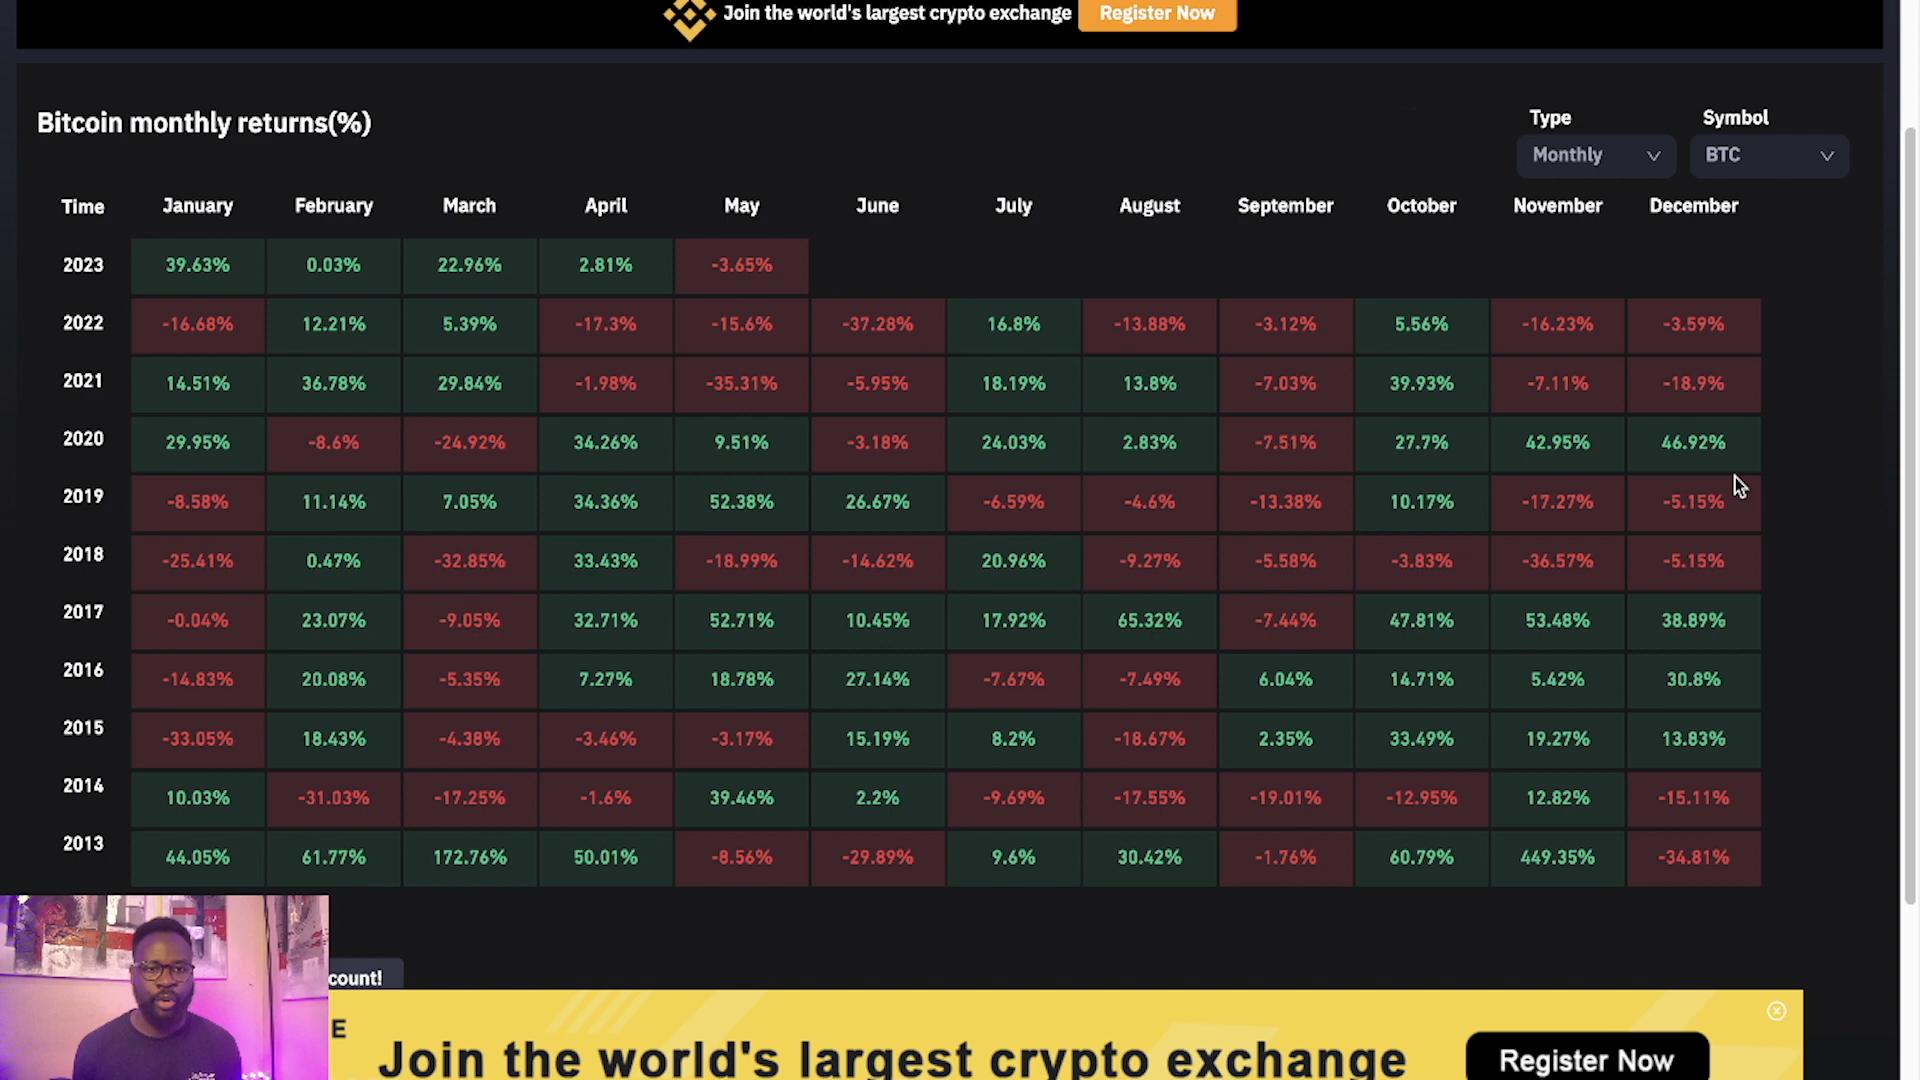 Join the world's largest crypto exchange Register Now
Bitcoin monthly returns(%)
Type Symbol
Monthly BTC
Time January February March April May June July August September October November December
2023 39.63% 0.03% 22.96% 2.81% -3.65%
2022 -16.68% 12.21% 5.39% -17.3% -15.6% -37.28% 16.8% -13.88% -3.12% 5.56% -16.23% -3.59%
2021 14.51% 36.78% 29.84% -1.98% -35.31% -5.95% 18.19% 13.8% -7.03% 39.93% -7.11% -18.9%
2020 29.95% -8.6% -24.92% 34.26% 9.51% -3.18% 24.03% 2.83% -7.51% 27.7% 42.95% 46.92%
2019 -8.58% 11.14% 7.05% 34.36% 52.38% 26.67% -6.59% -4.6% -13.38% 10.17% -17.27% -5.15%
2018 -25.41% 0.47% -32.85% 33.43% -18.99% -14.62% 20.96% -9.27% -5.58% -3.83% -36.57% -5.15%
2017 -0.04% 23.07% -9.05% 32.71% 52.71% 10.45% 17.92% 65.32% -7.44% 47.81% 53.48% 38.89%
2016 -14.83% 20.08% -5.35% 7.27% 18.78% 27.14% -7.67% -7.49% 6.04% 14.71% 5.42% 30.8%
2015 -33.05% 18.43% -4.38% -3.46% -3.17% 15.19% 8.2% -18.67% 2.35% 33.49% 19.27% 13.83%
2014 10.03% -31.03% -17.25% -1.6% 39.46% 2.2% -9.69% -17.55% -19.01% -12.95% 12.82% -15.11%
2013 44.05% 61.77% 172.76% 50.01% -8.56% -29.89% 9.6% 30.42% -1.76% 60.79% 449.35% -34.81%
count!
E
Join the world's largest crypto exchange Register Now